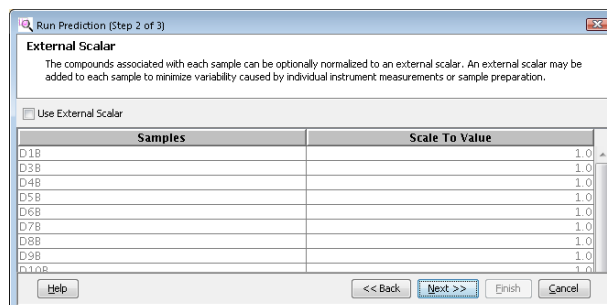 Run Prediction (Step 2 of 3)
External Scalar
The compounds associated with each sample can be optionally normalized to an external scalar. An external scalar may be
added to each sample to minimize variability caused by individual instrument measurements or sample preparation.
Use External Scalar
Samples Scale To Value
D1B 1.0
D3B 1.0
D4B 1.0
D5B 1.0
D6B 1.0
D7B 1.0
D8B 1.0
D9B 1.0
D10B 1.0
Help << Back Next >> Finish Cancel